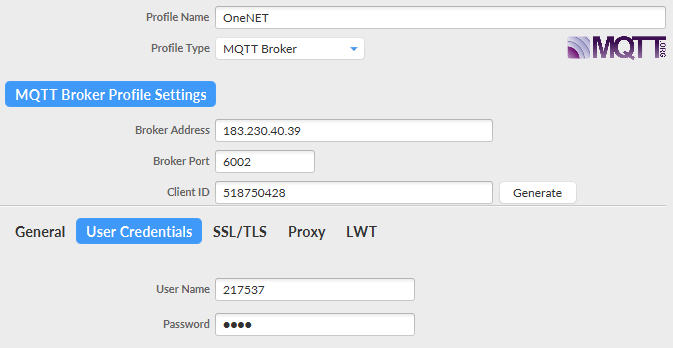 Profile Name OneNET
Profile Type MQTT Broker
MQTT.ORG
MQTT Broker Profile Settings
Broker Address 183.230.40.39
Broker Port 6002
Client ID 518750428 Generate
General User Credentials SSL/TLS Proxy LWT
User Name 217537
Password ●●●●